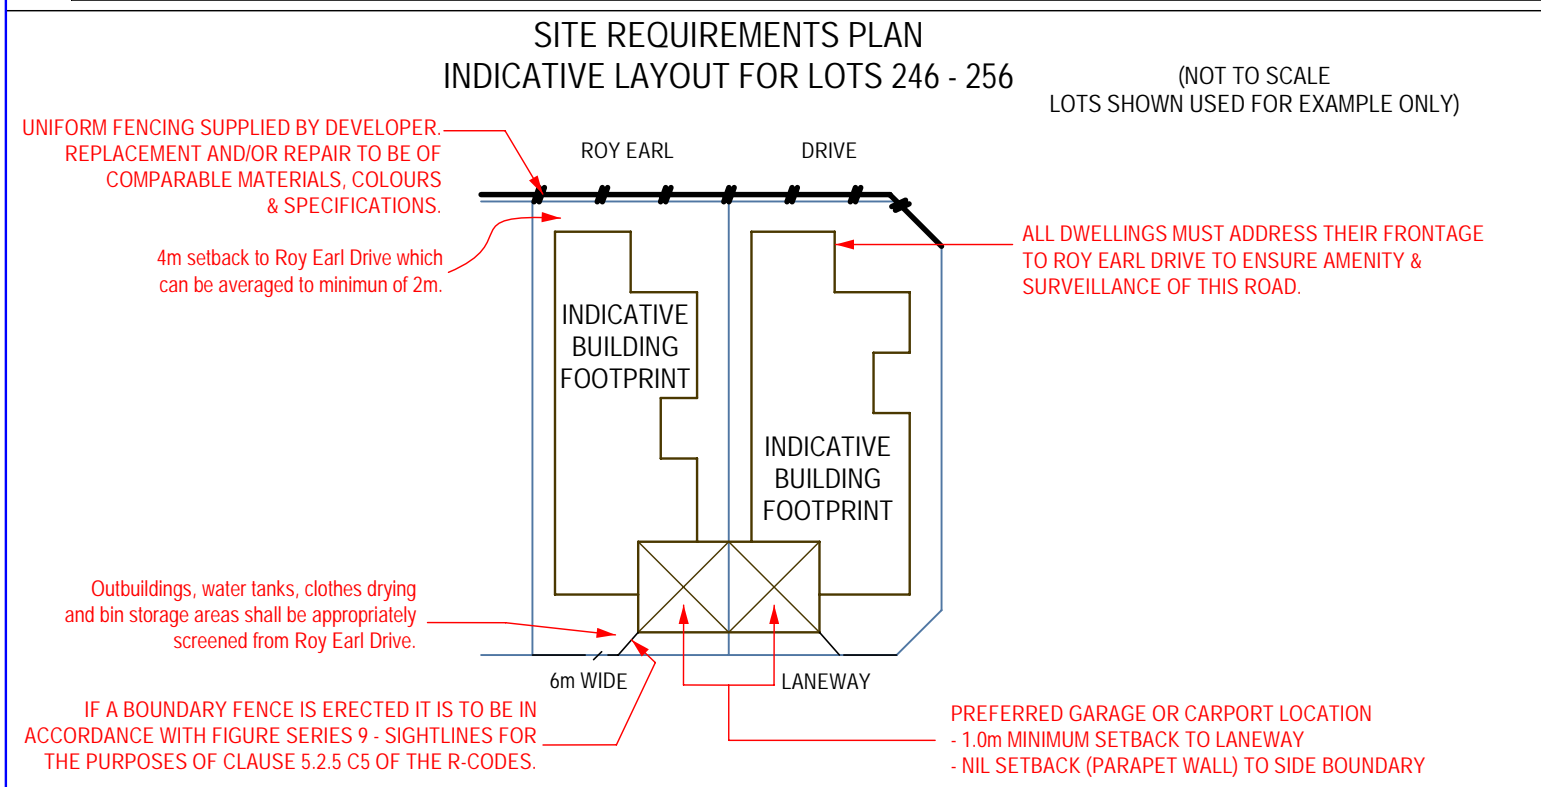 SITE REQUIREMENTS PLAN
INDICATIVE LAYOUT FOR LOTS 246 - 256
(NOT TO SCALE
LOTS SHOWN USED FOR EXAMPLE ONLY)
UNIFORM FENCING SUPPLIED BY DEVELOPER.
REPLACEMENT AND/OR REPAIR TO BE OF
COMPARABLE MATERIALS, COLOURS
& SPECIFICATIONS.
ROY EARL DRIVE
4m setback to Roy Earl Drive which
can be averaged to minimun of 2m.
ALL DWELLINGS MUST ADDRESS THEIR FRONTAGE
TO ROY EARL DRIVE TO ENSURE AMENITY &
SURVEILLANCE OF THIS ROAD.
INDICATIVE
BUILDING
FOOTPRINT
INDICATIVE
BUILDING
FOOTPRINT
Outbuildings, water tanks, clothes drying
and bin storage areas shall be appropriately
screened from Roy Earl Drive.
6m WIDE LANEWAY
IF A BOUNDARY FENCE IS ERECTED IT IS TO BE IN
ACCORDANCE WITH FIGURE SERIES 9 - SIGHTLINES FOR
THE PURPOSES OF CLAUSE 5.2.5 C5 OF THE R-CODES.
PREFERRED GARAGE OR CARPORT LOCATION
- 1.0m MINIMUM SETBACK TO LANEWAY
- NIL SETBACK (PARAPET WALL) TO SIDE BOUNDARY